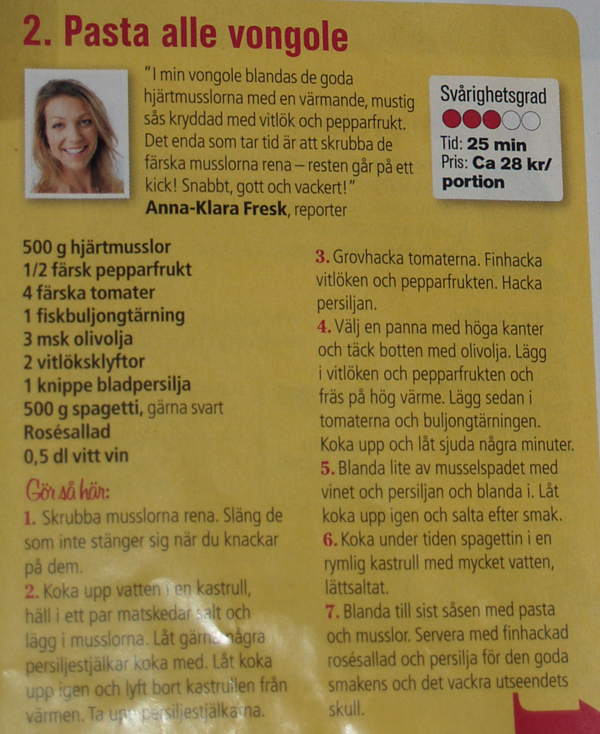 2. Pasta alle vongole
"I min vongole blandas de goda
hjärtmusslorna med en värmande, mustig
sås kryddad med vitlök och pepparfrukt.
Det enda som tar tid är att skrubba de
färska musslorna rena – resten går på ett
kick! Snabbt, gott och vackert!"
Anna-Klara Fresk, reporter
Svårighetsgrad
Tid: 25 min
Pris: Ca 28 kr/
portion
500 g hjärtmusslor
1/2 färsk pepparfrukt
4 färska tomater
1 fiskbuljongtärning
3 msk olivolja
2 vitlöksklyftor
1 knippe bladpersilja
500 g spagetti, gärna svart
Rosésallad
0,5 dl vitt vin
Gör så här:
1. Skrubba musslorna rena. Släng de
som inte stänger sig när du knackar
på dem.
2. Koka upp vatten i en kastrull,
häll i ett par matskedar salt och
lägg i musslorna. Låt gärna några
persiljestjälkar koka med. Låt koka
upp igen och lyft bort kastrullen från
värmen. Ta upp persiljestjälkarna.
3. Grovhacka tomaterna. Finhacka
vitlöken och pepparfrukten. Hacka
persiljan.
4. Välj en panna med höga kanter
och täck botten med olivolja. Lägg
i vitlöken och pepparfrukten och
fräs på hög värme. Lägg sedan i
tomaterna och buljongtärningen.
Koka upp och låt sjuda några minuter.
5. Blanda lite av musselspadet med
vinet och persiljan och blanda i. Låt
koka upp igen och salta efter smak.
6. Koka under tiden spagettin i en
rymlig kastrull med mycket vatten,
lättsaltat.
7. Blanda till sist såsen med pasta
och musslor. Servera med finhackad
rosésallad och persilja för den goda
smakens och det vackra utseendets
skull.